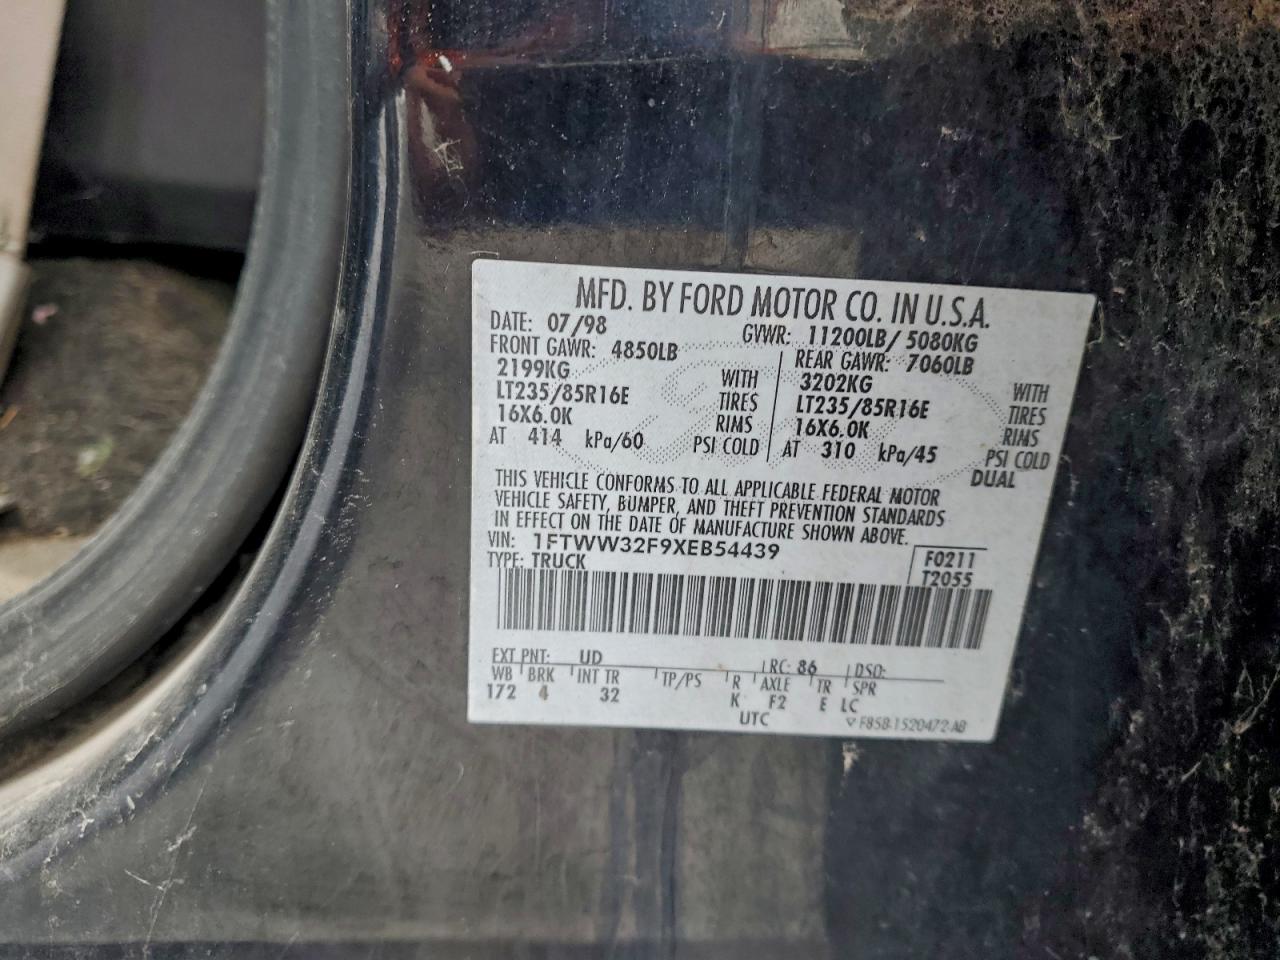 MFD. BY FORD MOTOR CO. IN U.S.A.
DATE: 07/98 GVWR: 11200LB/ 5080KG
FRONT GAWR: 4850LB REAR GAWR: 7060LB
2199KG WITH 3202KG WITH
LT235/85R16E TIRES LT235/85R16E TIRES
16X6.0K RIMS 16X6.0K RIMS
AT 414 kPa/60 PSI COLD AT 310 kPa/45 PSI COLD
DUAL
THIS VEHICLE CONFORMS TO ALL APPLICABLE FEDERAL MOTOR
VEHICLE SAFETY, BUMPER, AND THEFT PREVENTION STANDARDS
IN EFFECT ON THE DATE OF MANUFACTURE SHOWN ABOVE.
VIN: 1FTWW32F9XEB54439 F0211
TYPE: TRUCK T2055
EXT PNT: UD RC: 86 DSO:
WB BRK INT TR TP/PS R AXLE TR SPR
172 4 32 K F2 E LC
UTC F85B-1520472-AB